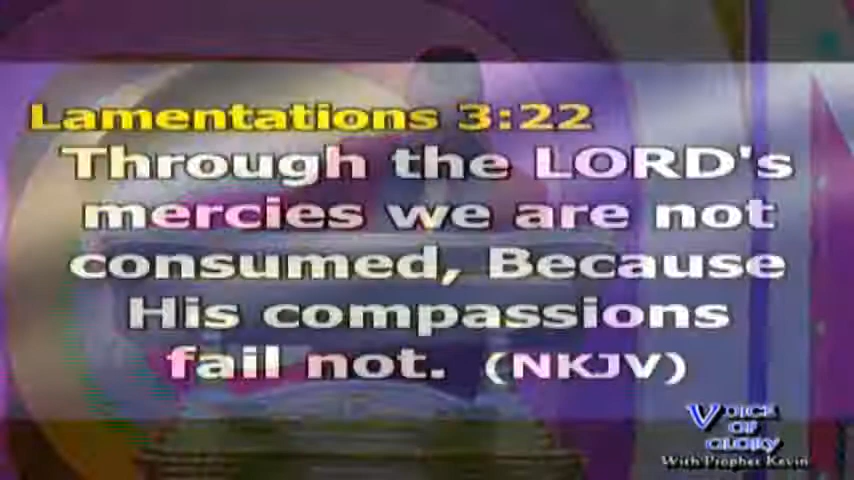 Lamentations 3:22
Through the LORD's
mercies we are not
consumed, Because
His compassions
fail not. (NKJV)
VOICE
OF
GLORY
With Prophet Kevin